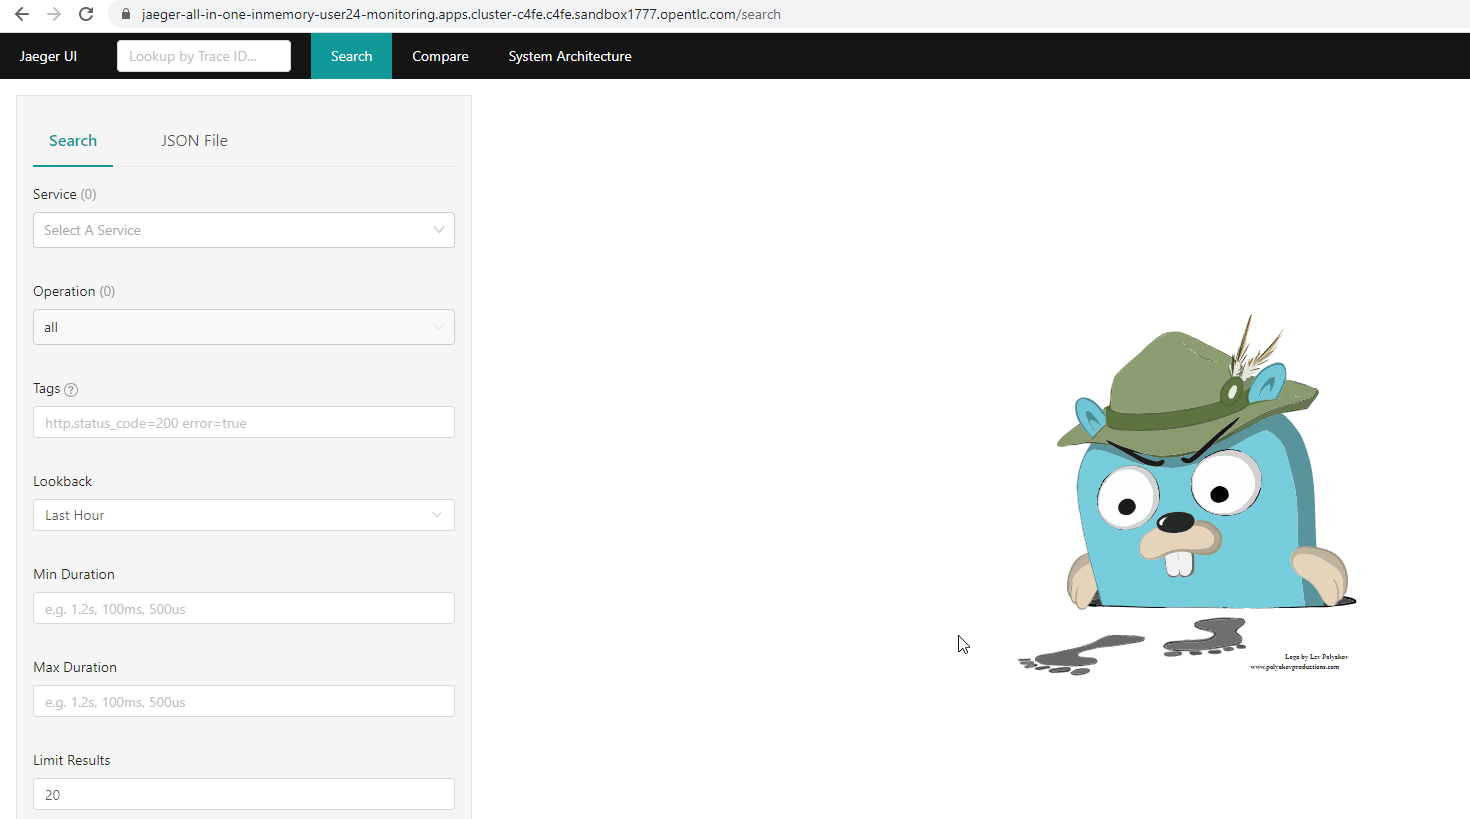 jaeger-all-in-one-inmemory-user24-monitoring.apps.cluster-c4fe.c4fe.sandbox1777.opentlc.com/search
Jaeger UI Lookup by Trace ID... Search Compare System Architecture
Search JSON File
Service (0)
Select A Service
Operation (0)
all
Tags ?
http.status_code=200 error=true
Lookback
Last Hour
Min Duration
e.g. 1.2s, 100ms, 500us
Max Duration
e.g. 1.2s, 100ms, 500us
Limit Results
20
Logo by Lev Polyakov
www.polyakovproductions.com